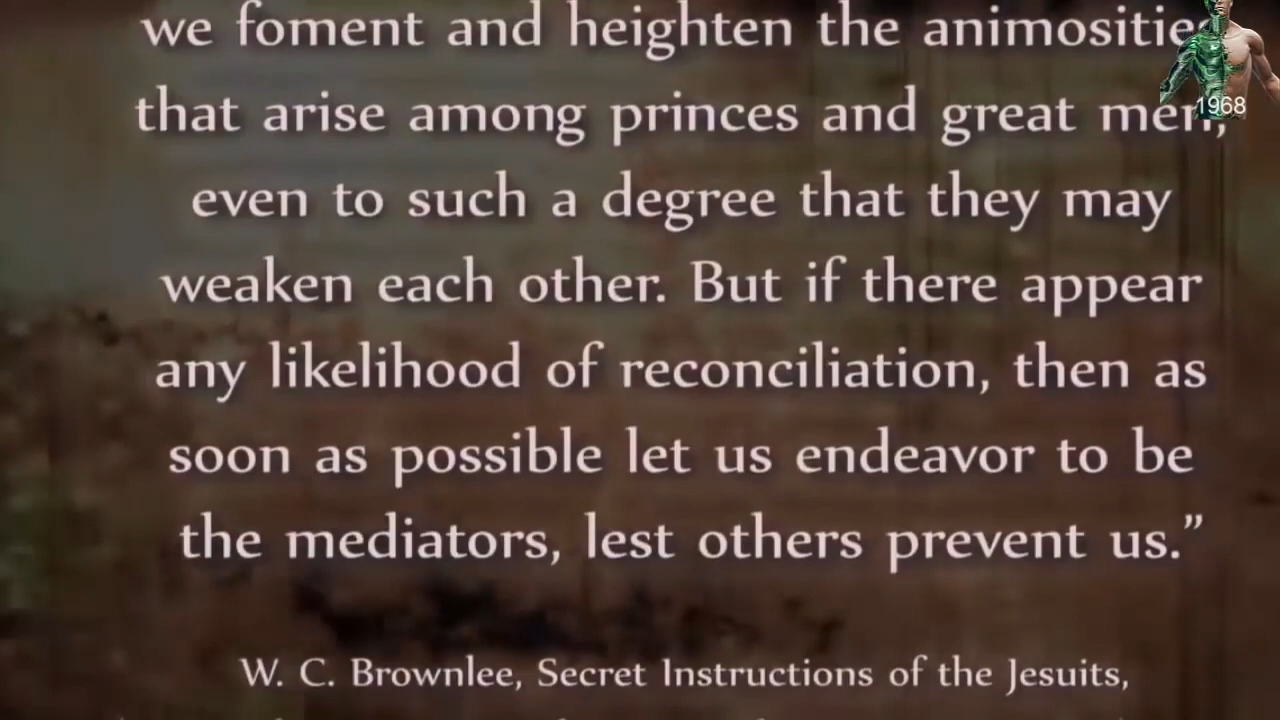 we foment and heighten the animosities
that arise among princes and great men,
1968
even to such a degree that they may
weaken each other. But if there appear
any likelihood of reconciliation, then as
soon as possible let us endeavor to be
the mediators, lest others prevent us.”
W. C. Brownlee, Secret Instructions of the Jesuits,